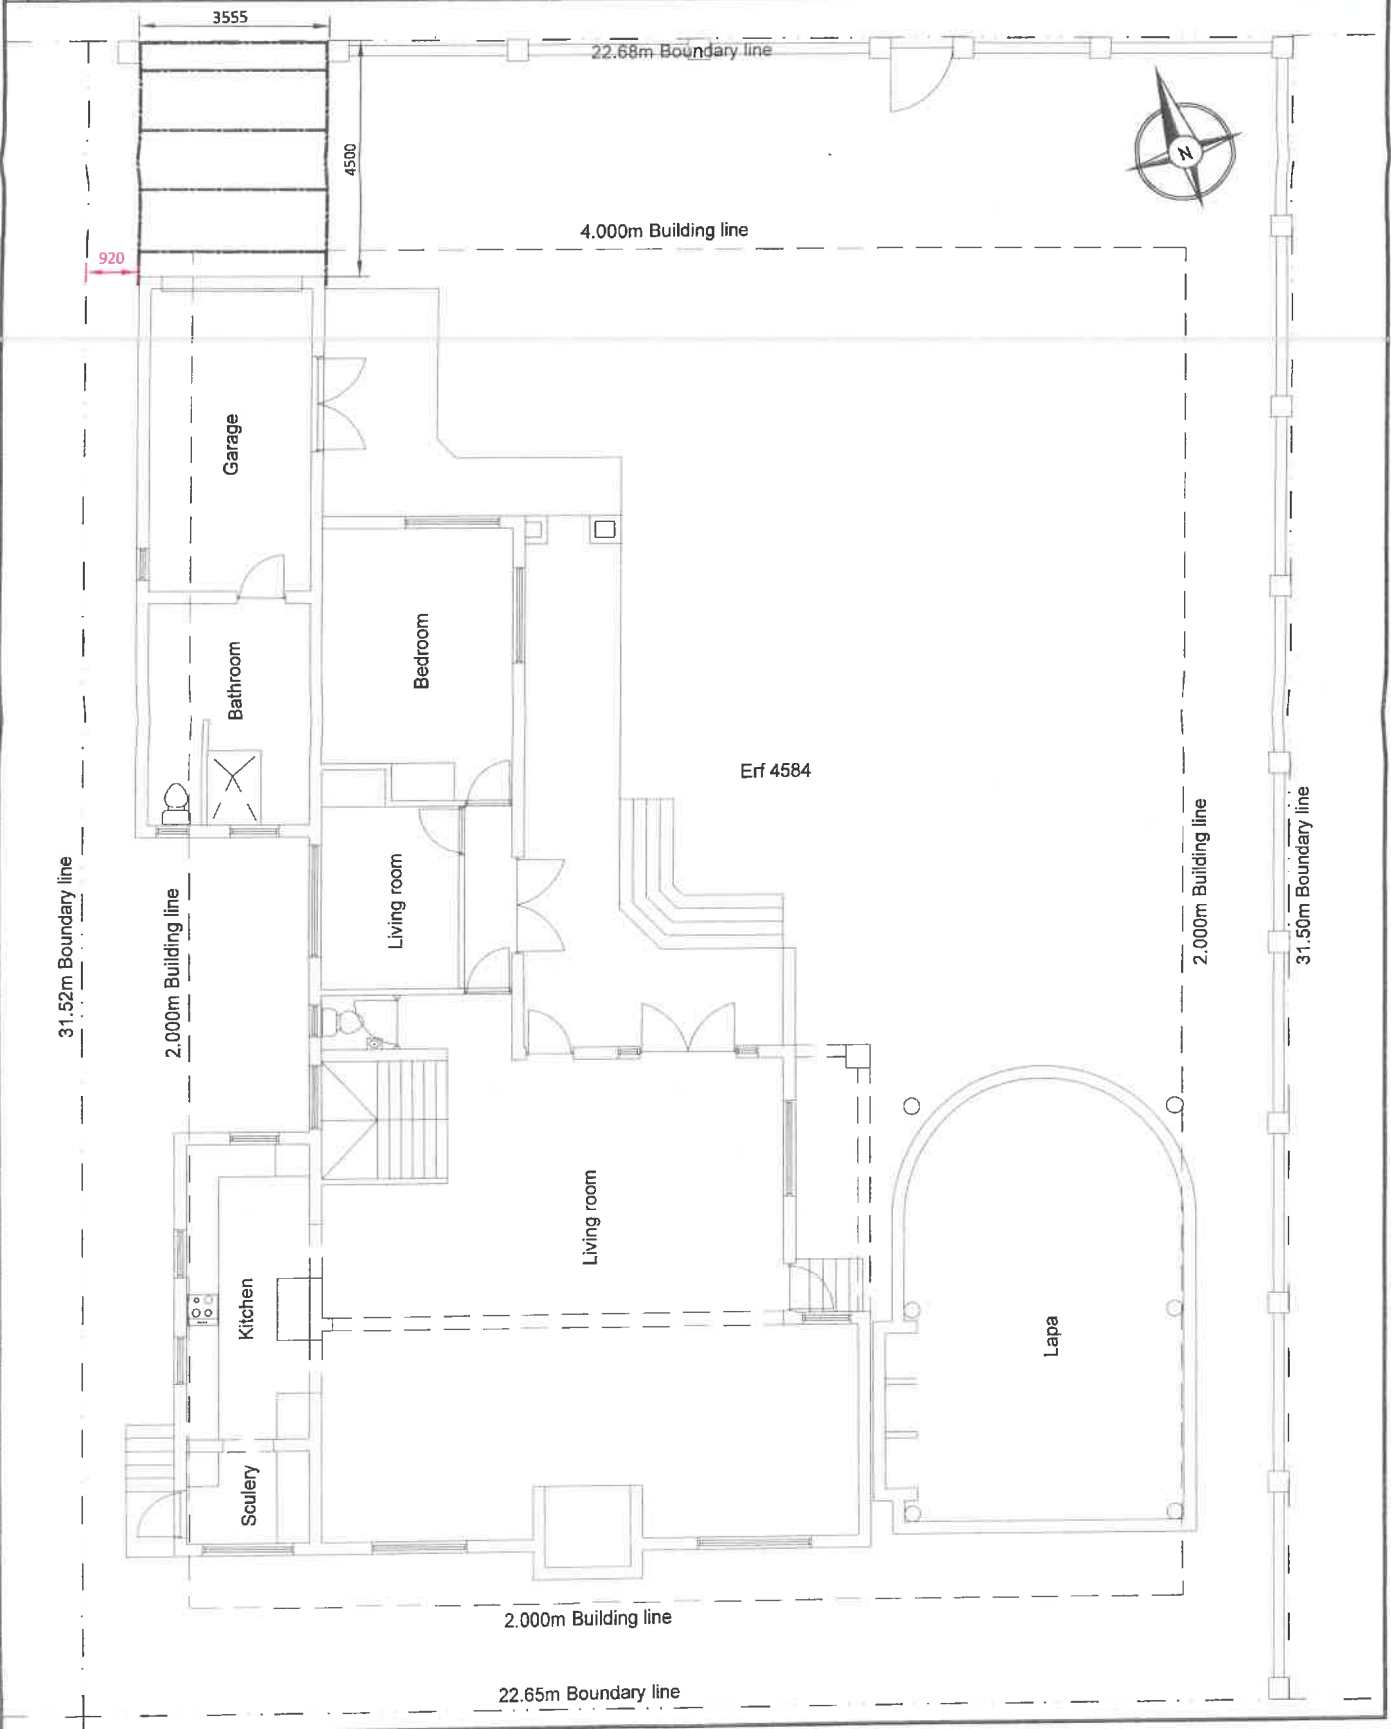 3555
22.68m Boundary line
4500
N
4.000m Building line
920
Garage
Bedroom
Bathroom
Erf 4584
31.52m Boundary line
2.000m Building line
Living room
2.000m Building line
31.50m Boundary line
Living room
Kitchen
Lapa
Sculery
2.000m Building line
22.65m Boundary line